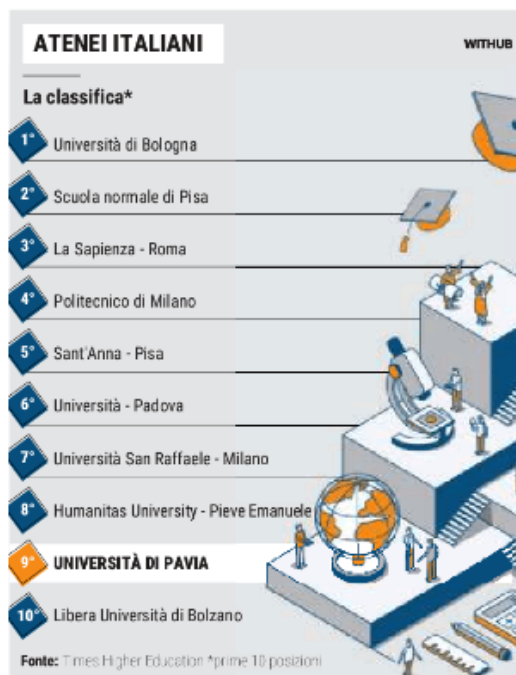 ATENEI ITALIANI
WITHUB
La classifica*
1° Università di Bologna
2° Scuola normale di Pisa
3° La Sapienza - Roma
4° Politecnico di Milano
5° Sant'Anna - Pisa
6° Università - Padova
7° Università San Raffaele - Milano
8° Humanitas University - Pieve Emanuele
9° UNIVERSITÀ DI PAVIA
10° Libera Università di Bolzano
Fonte: Times Higher Education *prime 10 posizioni